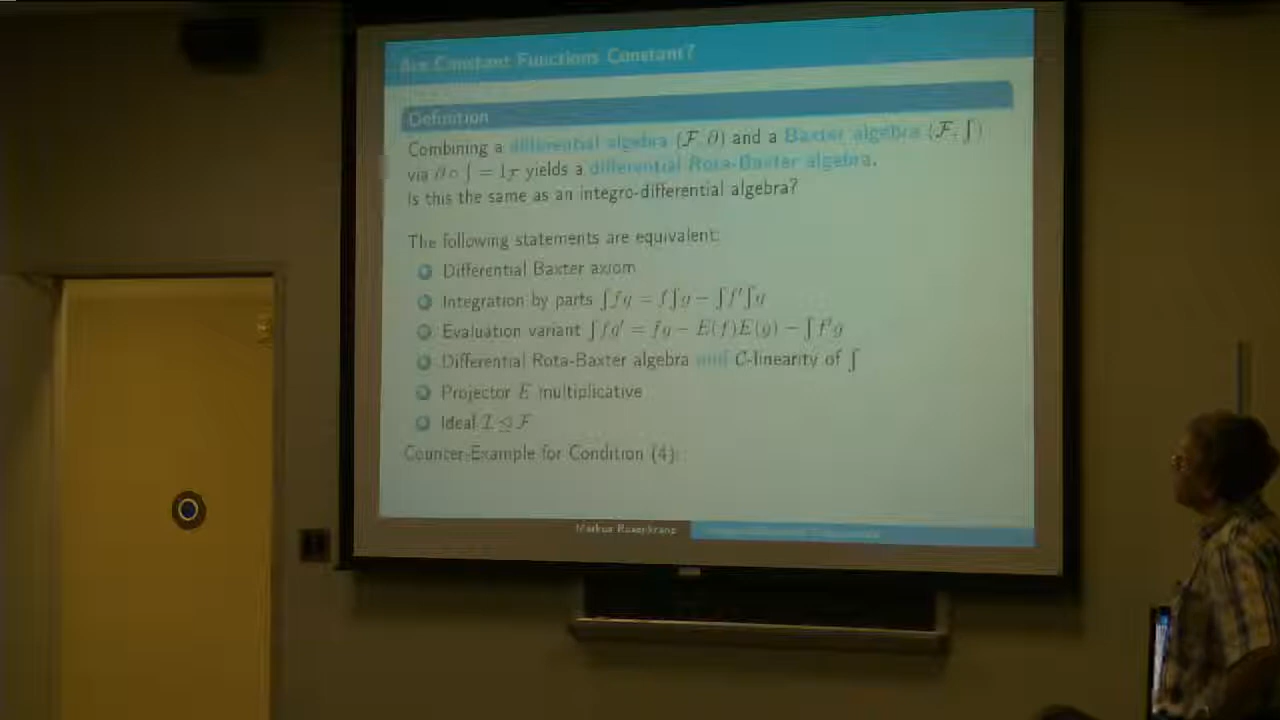 Are Constant Functions Constant?
Definition
Combining a differential algebra (ℱ, ∂) and a Baxter algebra (ℱ, ∫)
via ∂ ∘ ∫ = 1_ℱ yields a differential Rota-Baxter algebra.
Is this the same as an integro-differential algebra?
The following statements are equivalent:
Differential Baxter axiom
Integration by parts ∫fg = f∫g − ∫f′∫g
Evaluation variant ∫fg′ = fg − E(f)E(g) − ∫f′g
Differential Rota-Baxter algebra and C-linearity of ∫
Projector E multiplicative
Ideal ℐ ⊴ ℱ
Counter-Example for Condition (4):
Markus Rosenkranz